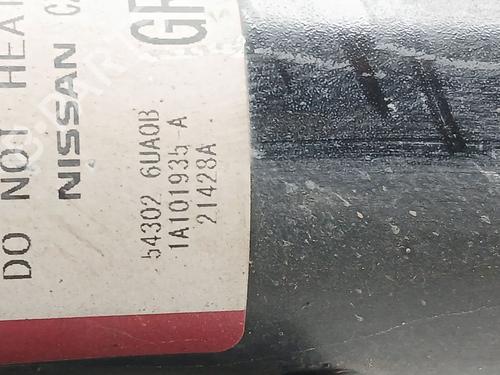 DO NOT HEAT
NISSAN
GR
54302 6UA0B
1A101935-A
21428A